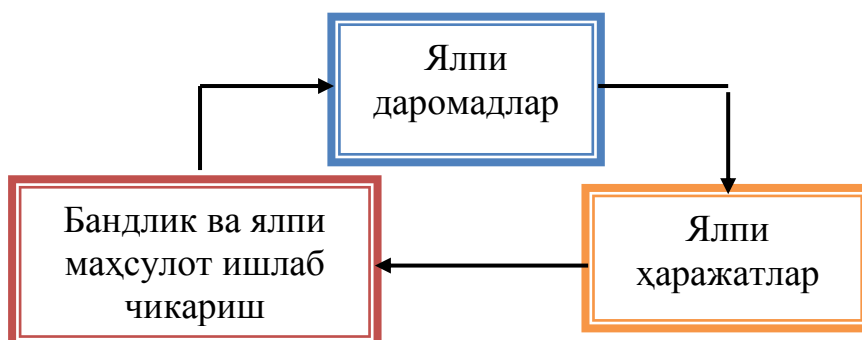 Ялпи
даромадлар
Бандлик ва ялпи
маҳсулот ишлаб
чикариш
Ялпи
ҳаражатлар